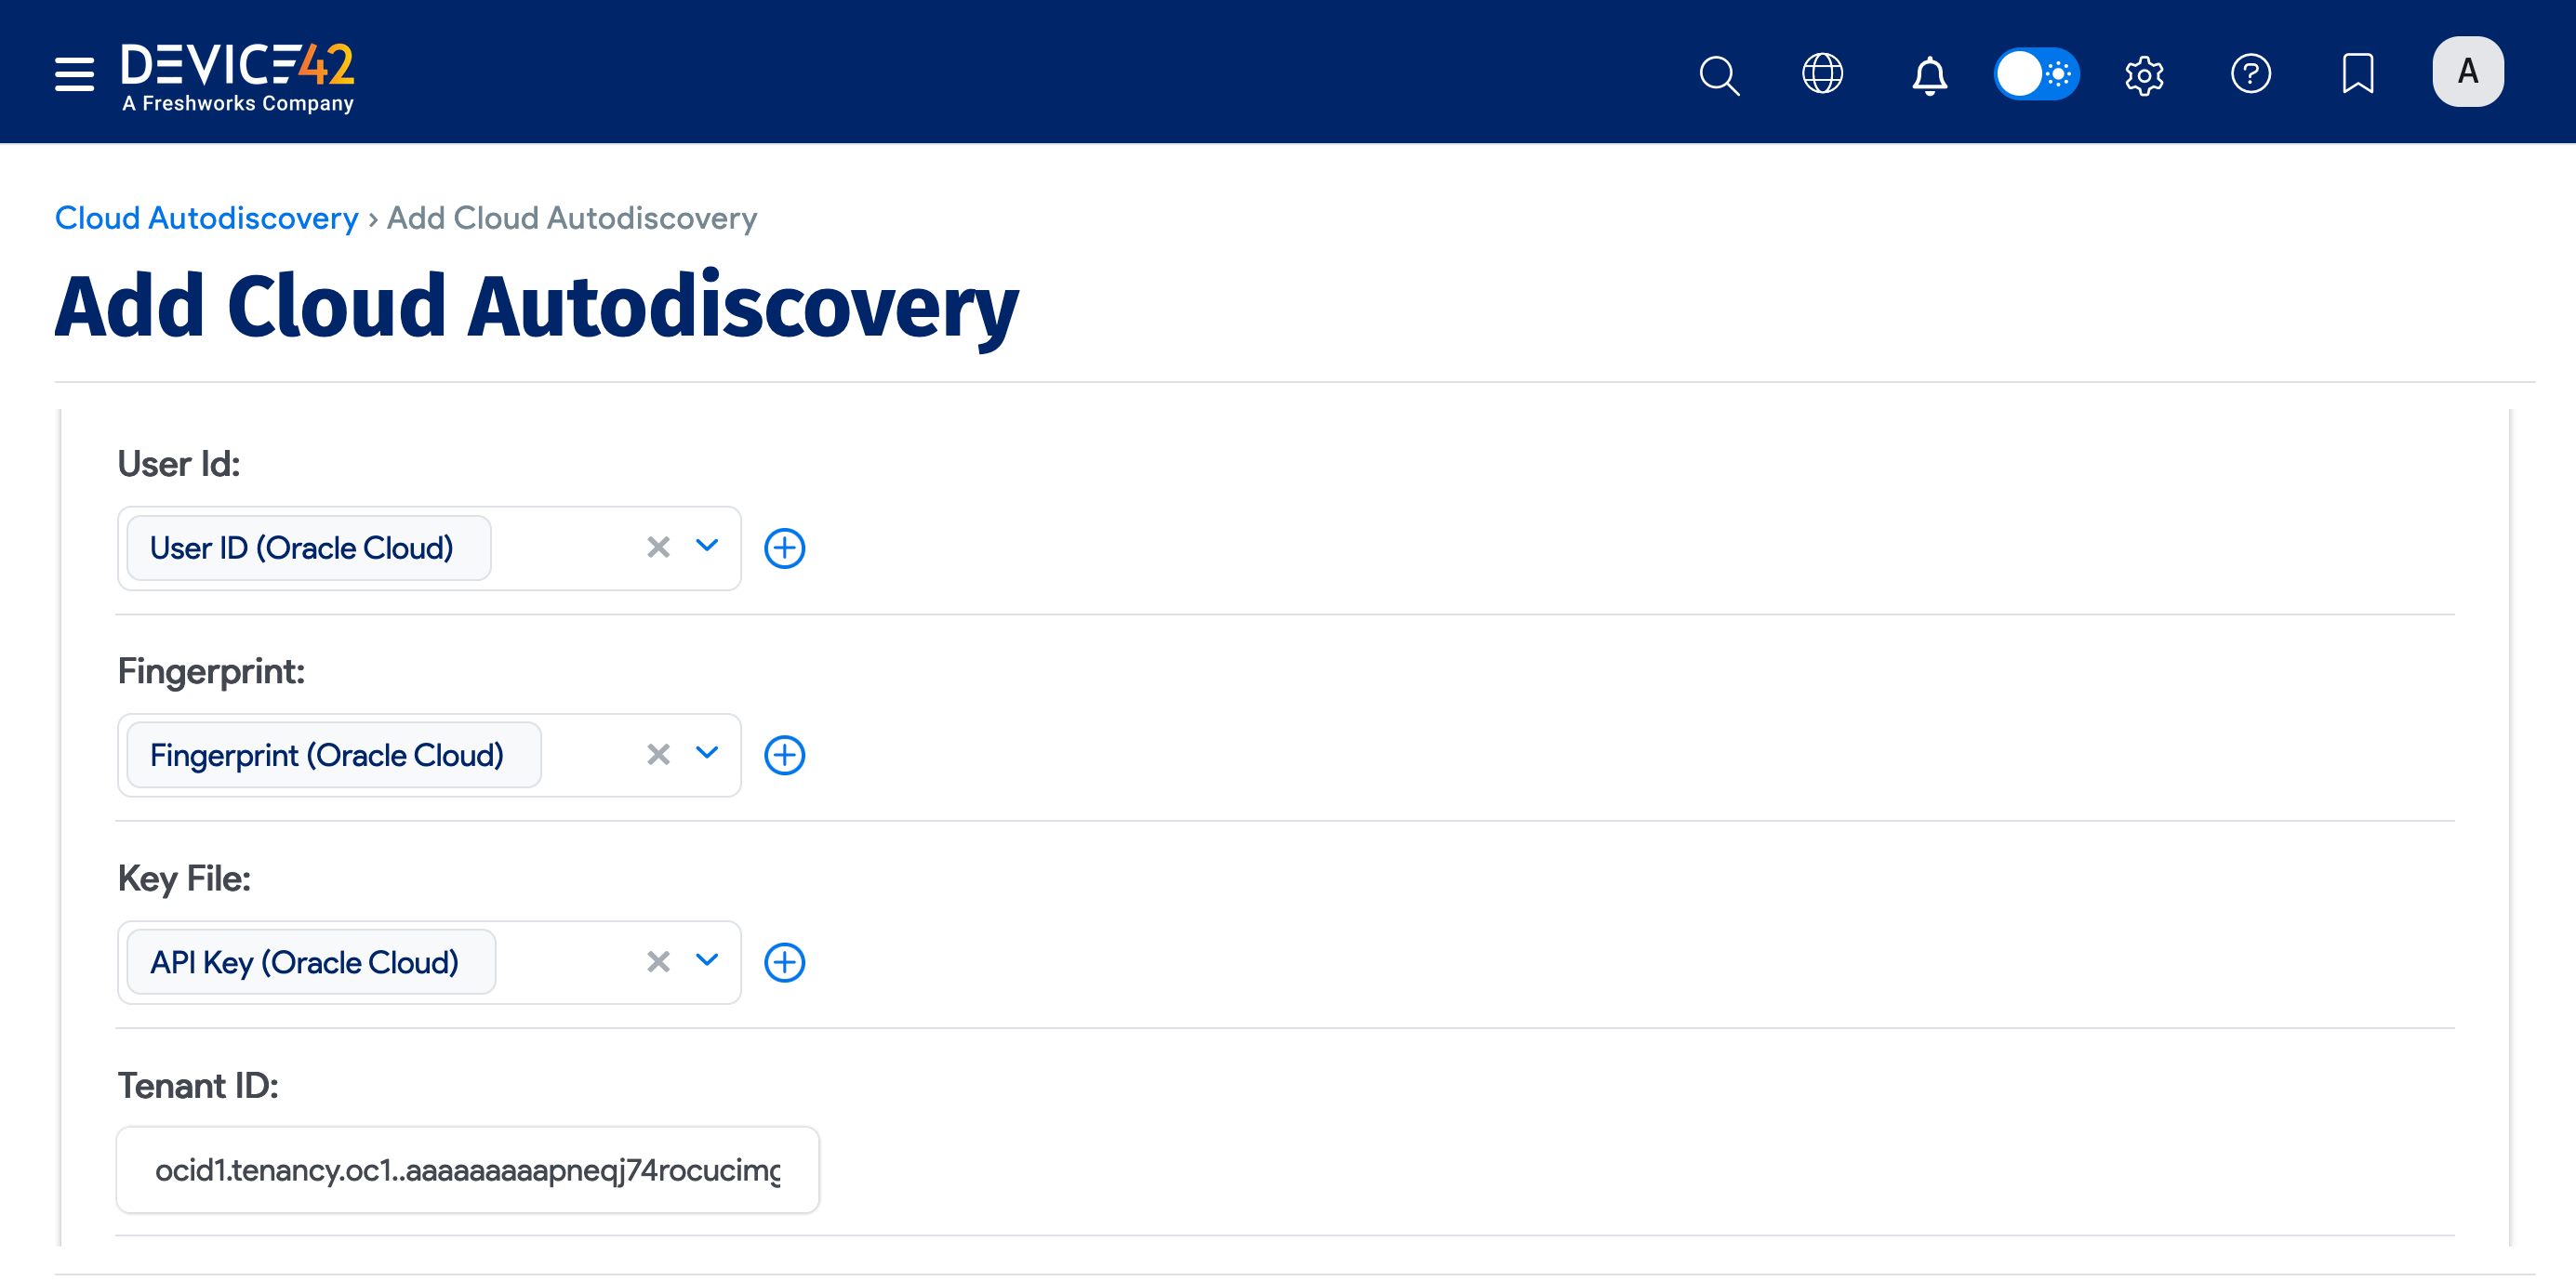 DEVICE42
A Freshworks Company
A
Cloud Autodiscovery › Add Cloud Autodiscovery
Add Cloud Autodiscovery
User Id:
User ID (Oracle Cloud)
Fingerprint:
Fingerprint (Oracle Cloud)
Key File:
API Key (Oracle Cloud)
Tenant ID:
ocid1.tenancy.oc1..aaaaaaaaapneqj74rocucimg